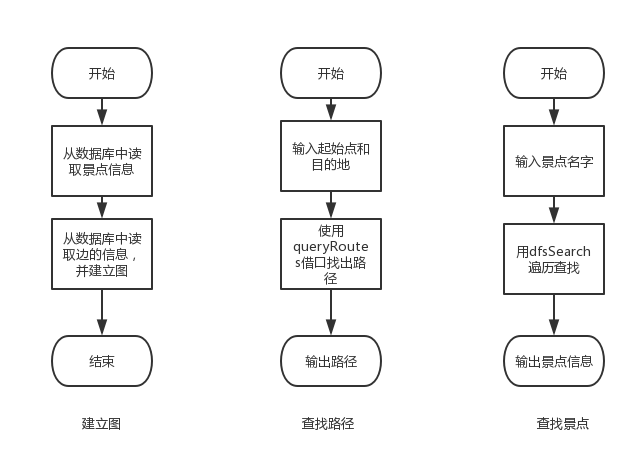 开始
从数据库中读
取景点信息
从数据库中读
取边的信息，
并建立图
结束
建立图
开始
输入起始点和
目的地
使用
queryRoute
s借口找出路
径
输出路径
查找路径
开始
输入景点名字
用dfsSearch
遍历查找
输出景点信息
查找景点